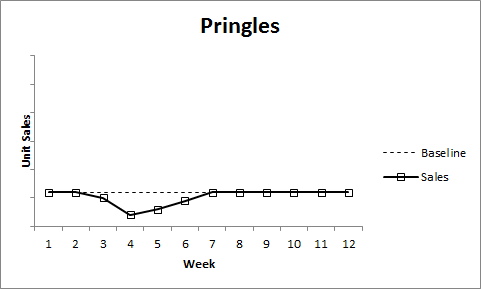 Pringles
Unit Sales
Baseline
Sales
1 2 3 4 5 6 7 8 9 10 11 12
Week